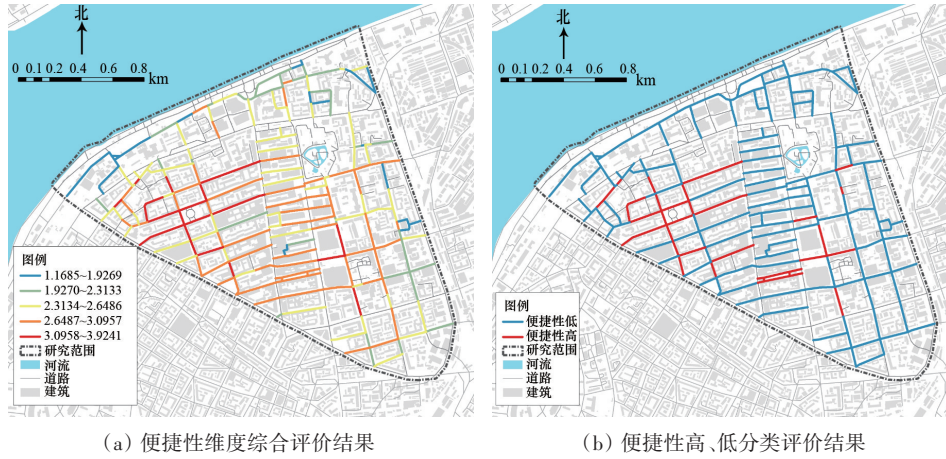 北
0 0.1 0.2 0.4 0.6 0.8
km
图例
1.1685~1.9269
1.9270~2.3133
2.3134~2.6486
2.6487~3.0957
3.0958~3.9241
研究范围
河流
道路
建筑
(a) 便捷性维度综合评价结果
北
0 0.1 0.2 0.4 0.6 0.8
km
图例
便捷性低
便捷性高
研究范围
河流
道路
建筑
(b) 便捷性高、低分类评价结果